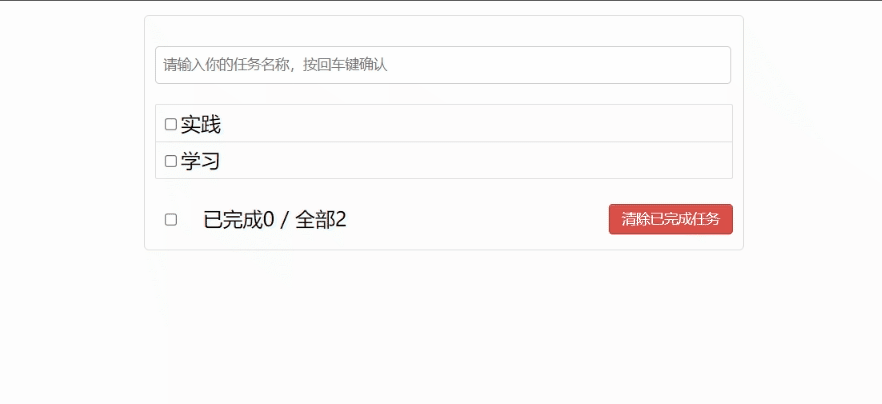 请输入你的任务名称，按回车键确认
实践
学习
已完成0 / 全部2
清除已完成任务